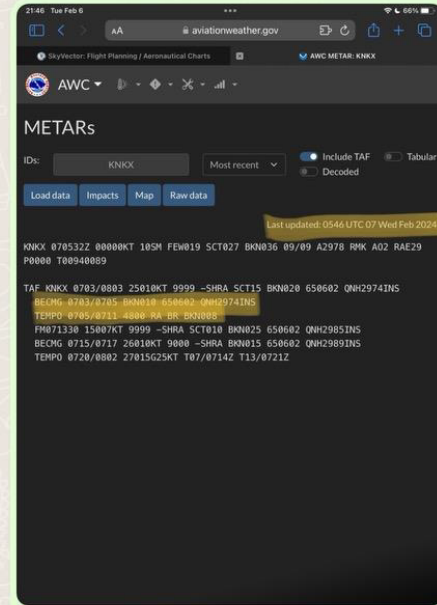 21:46 Tue Feb 6
66%
AA
aviationweather.gov
SkyVector: Flight Planning / Aeronautical Charts
AWC METAR: KNKX
AWC
METARs
IDs:
KNKX
Most recent
Include TAF
Tabular
Decoded
Load data
Impacts
Map
Raw data
Last updated: 0546 UTC 07 Wed Feb 2024
KNKX 070532Z 00000KT 10SM FEW019 SCT027 BKN036 09/09 A2978 RMK AO2 RAE29
P0000 T00940089
TAF KNKX 0703/0803 25010KT 9999 -SHRA SCT15 BKN020 650602 QNH2974INS
BECMG 0703/0705 BKN010 650602 QNH2974INS
TEMPO 0705/0711 4800 RA BR BKN008
FM071330 15007KT 9999 -SHRA SCT010 BKN025 650602 QNH2985INS
BECMG 0715/0717 26010KT 9000 -SHRA BKN015 650602 QNH2989INS
TEMPO 0720/0802 27015G25KT T07/0714Z T13/0721Z